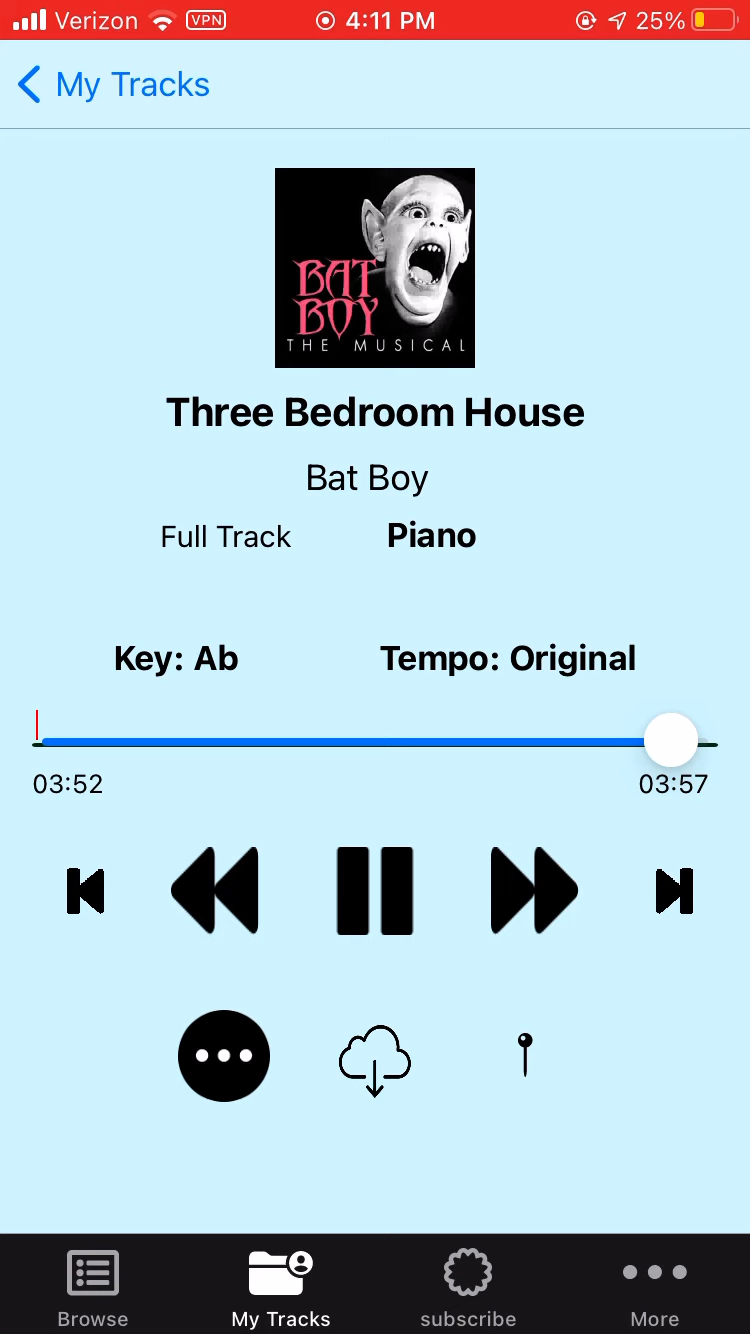 Verizon VPN 4:11 PM 25%
My Tracks
BAT
BOY
THE MUSICAL
Three Bedroom House
Bat Boy
Full Track Piano
Key: Ab Tempo: Original
03:52 03:57
Browse My Tracks subscribe More